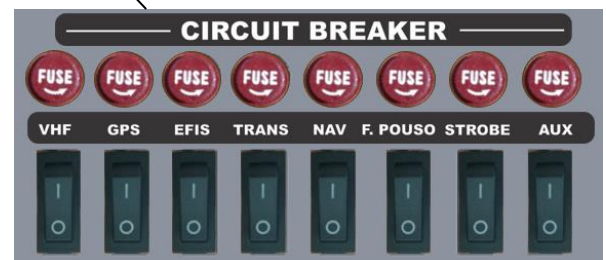 CIRCUIT BREAKER
FUSE FUSE FUSE FUSE FUSE FUSE FUSE FUSE
VHF GPS EFIS TRANS NAV F. POUSO STROBE AUX
I I I I I I I I
O O O O O O O O